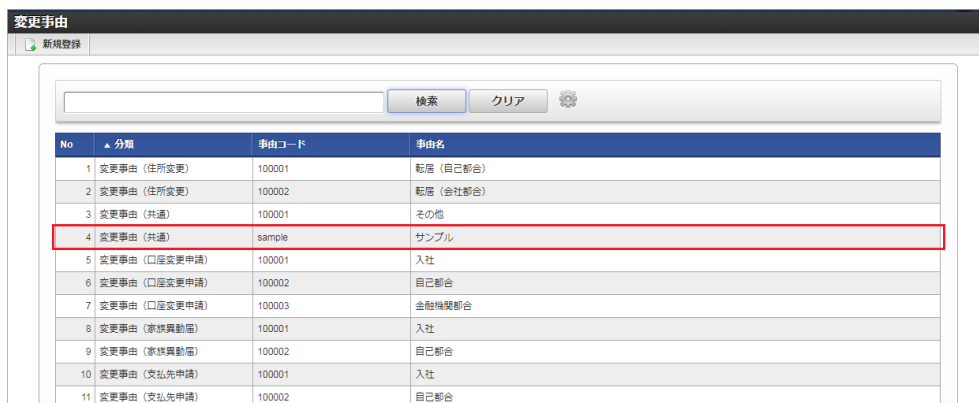 変更事由
新規登録
検索 クリア
No ▲ 分類 事由コード 事由名
1 変更事由（住所変更） 100001 転居（自己都合）
2 変更事由（住所変更） 100002 転居（会社都合）
3 変更事由（共通） 100001 その他
4 変更事由（共通） sample サンプル
5 変更事由（口座変更申請） 100001 入社
6 変更事由（口座変更申請） 100002 自己都合
7 変更事由（口座変更申請） 100003 金融機関都合
8 変更事由（家族異動届） 100001 入社
9 変更事由（家族異動届） 100002 自己都合
10 変更事由（支払先申請） 100001 入社
11 変更事由（支払先申請） 100002 自己都合